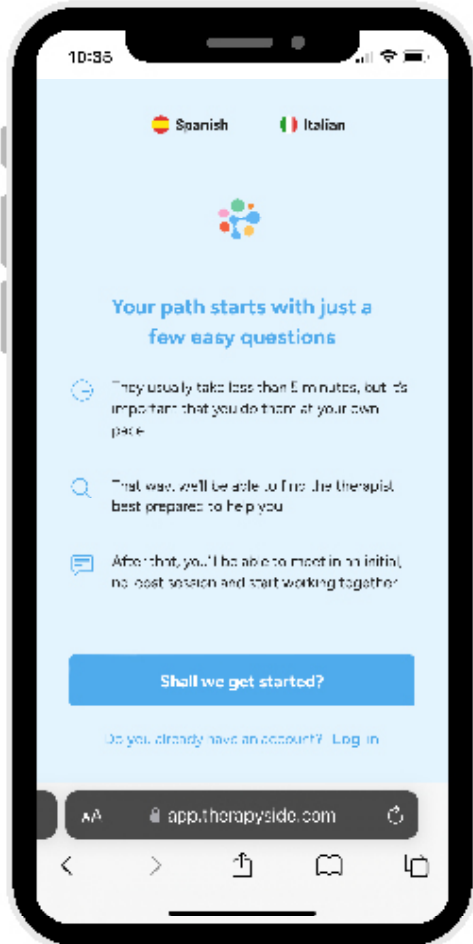 10:35
Spanish Italian
Your path starts with just a
few easy questions
They usually take less than 5 minutes, but it's
important that you do them at your own
pace
That way, we'll be able to find the therapist
best prepared to help you
After that, you'll be able to meet in an initial,
no-cost session and start working together
Shall we get started?
Do you already have an account? Log in
AA app.therapyside.com